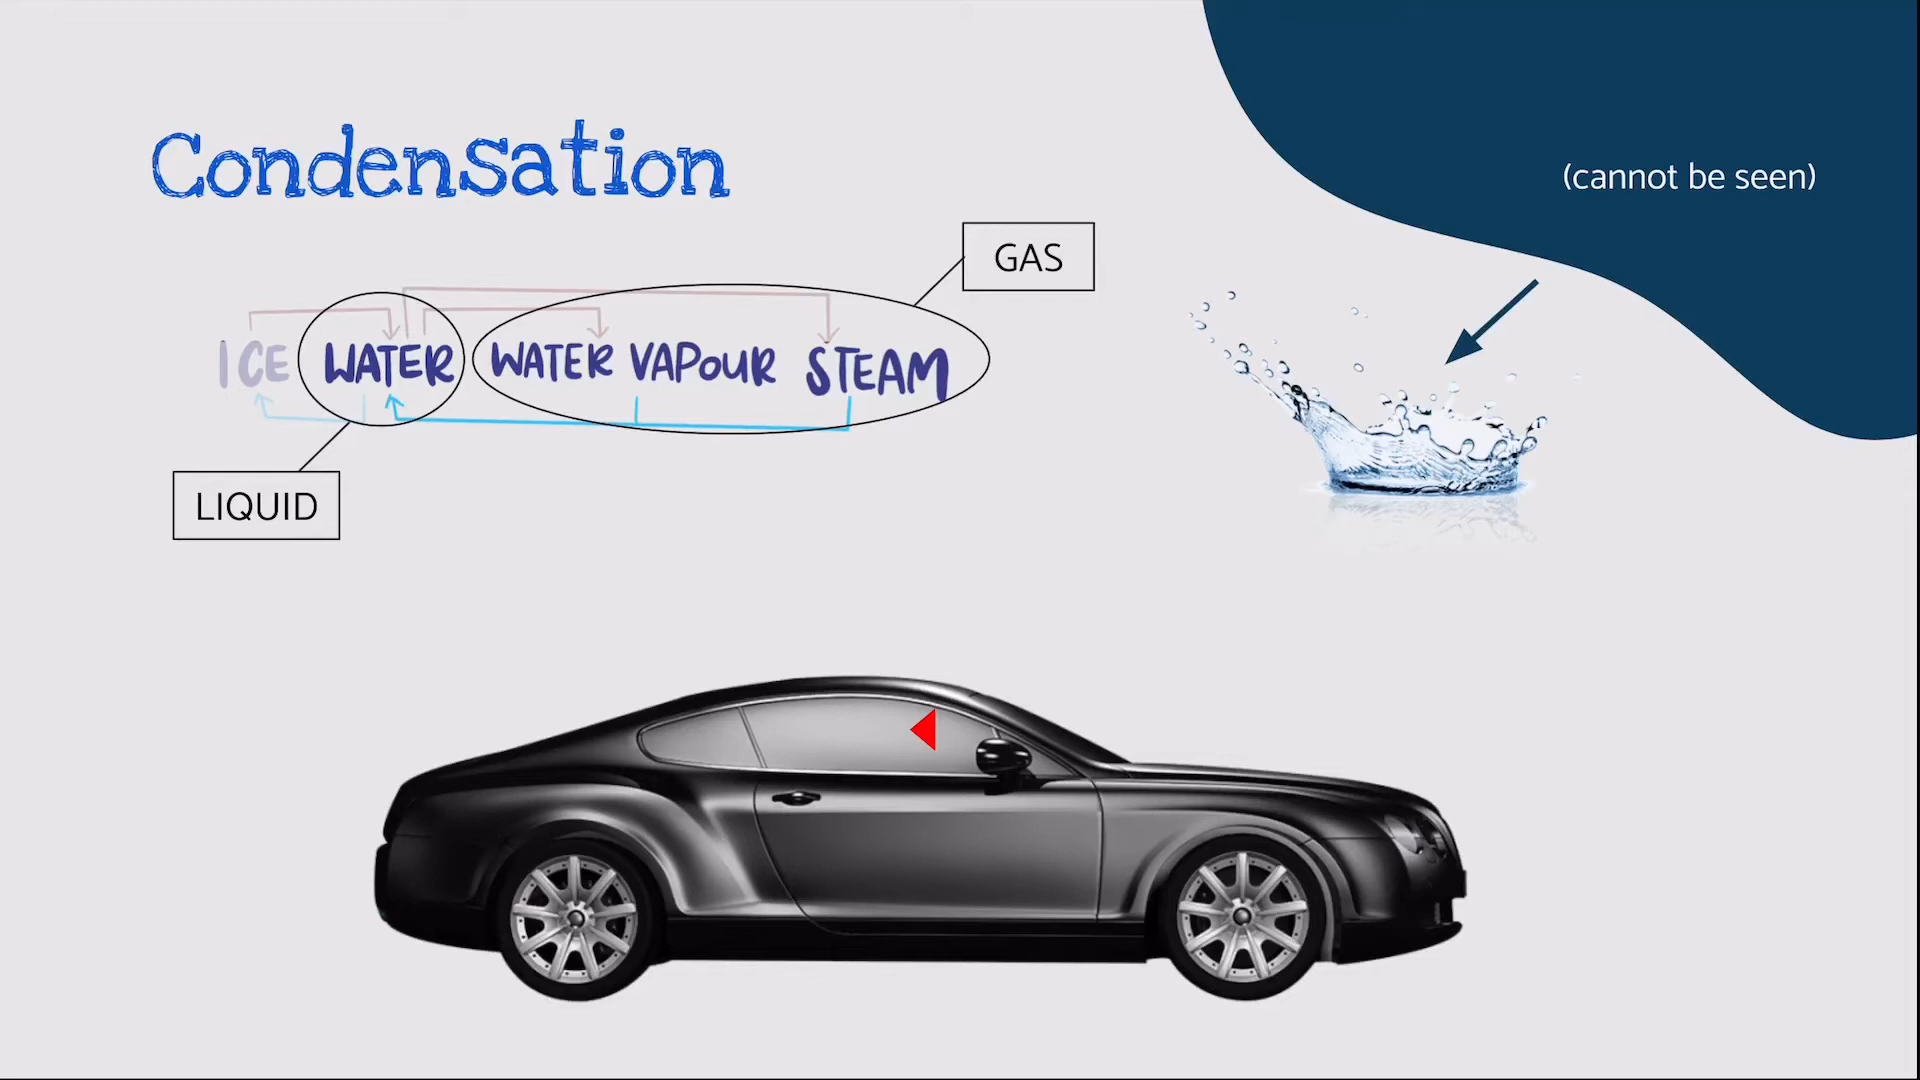 Condensation
(cannot be seen)
GAS
ICE WATER WATER VAPOUR STEAM
LIQUID